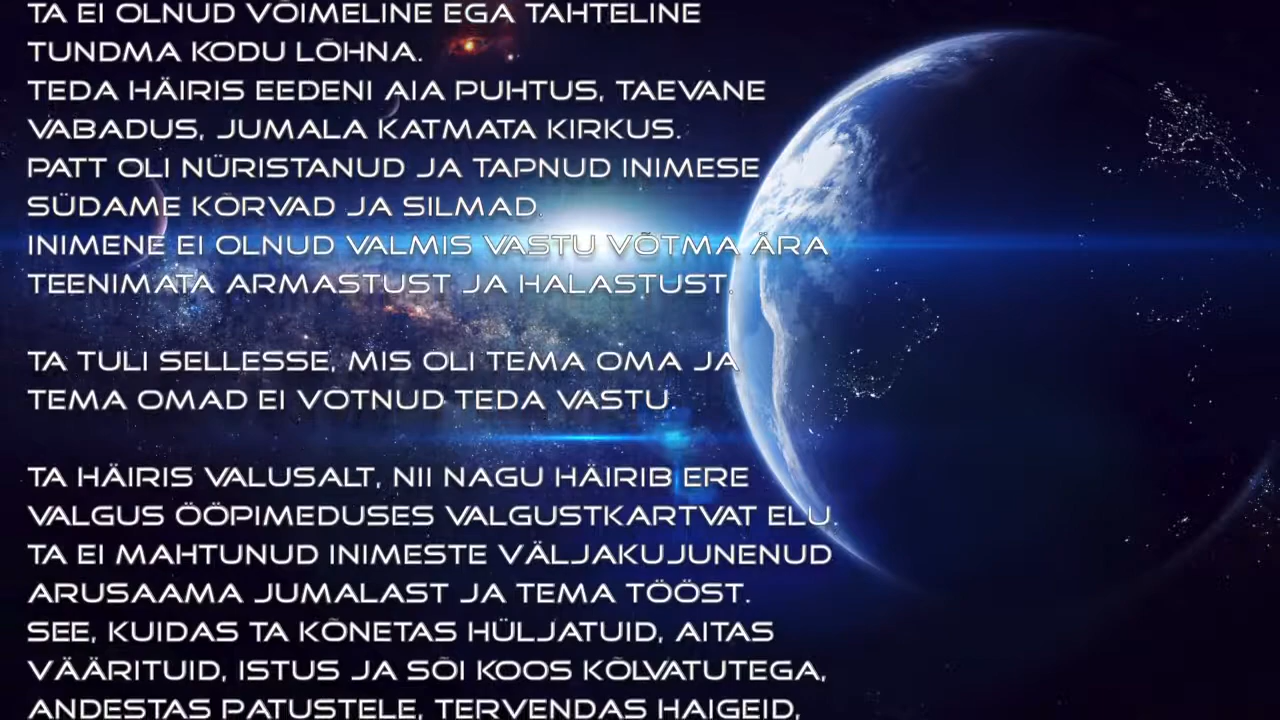 TA EI OLNUD VÕIMELINE EGA TAHTELINE
TUNDMA KODU LÕHNA.
TEDA HÄIRIS EEDENI AIA PUHTUS, TAEVANE
VABADUS, JUMALA KATMATA KIRKUS.
PATT OLI NÜRISTANUD JA TAPNUD INIMESE
SÜDAME KÕRVAD JA SILMAD.
INIMENE EI OLNUD VALMIS VASTU VÕTMA ÄRA
TEENIMATA ARMASTUST JA HALASTUST.
TA TULI SELLESSE, MIS OLI TEMA OMA JA
TEMA OMAD EI VÕTNUD TEDA VASTU.
TA HÄIRIS VALUSALT, NII NAGU HÄIRIB ERE
VALGUS ÖÖPIMEDUSES VALGUSTKARTVAT ELU.
TA EI MAHTUNUD INIMESTE VÄLJAKUJUNENUD
ARUSAAMA JUMALAST JA TEMA TÖÖST.
SEE, KUIDAS TA KÕNETAS HÜLJATUID, AITAS
VÄÄRITUID, ISTUS JA SÕI KOOS KÕLVATUTEGA,
ANDESTAS PATUSTELE, TERVENDAS HAIGEID,